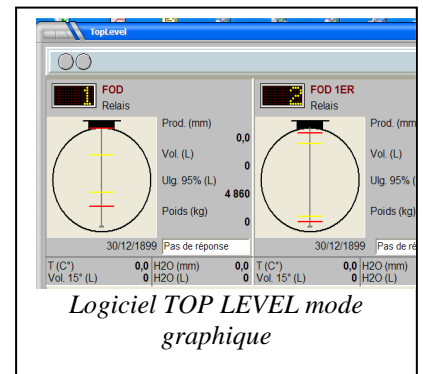 TopLevel
1 FOD
Relais
Prod. (mm)
0,0
Vol. (L)
0
Ulg. 95% (L)
4 860
Poids (kg)
0
30/12/1899 Pas de réponse
T (C°) 0,0 H2O (mm) 0,0
Vol. 15° (L) 0 H2O (L) 0
2 FOD 1ER
Relais
Prod. (mm
Vol. (L)
Ulg. 95% (
Poids (kg)
30/12/1899 Pas de ré
T (C°) 0,0 H2O (mm)
Vol. 15° (L) 0 H2O (L)
Logiciel TOP LEVEL mode
graphique